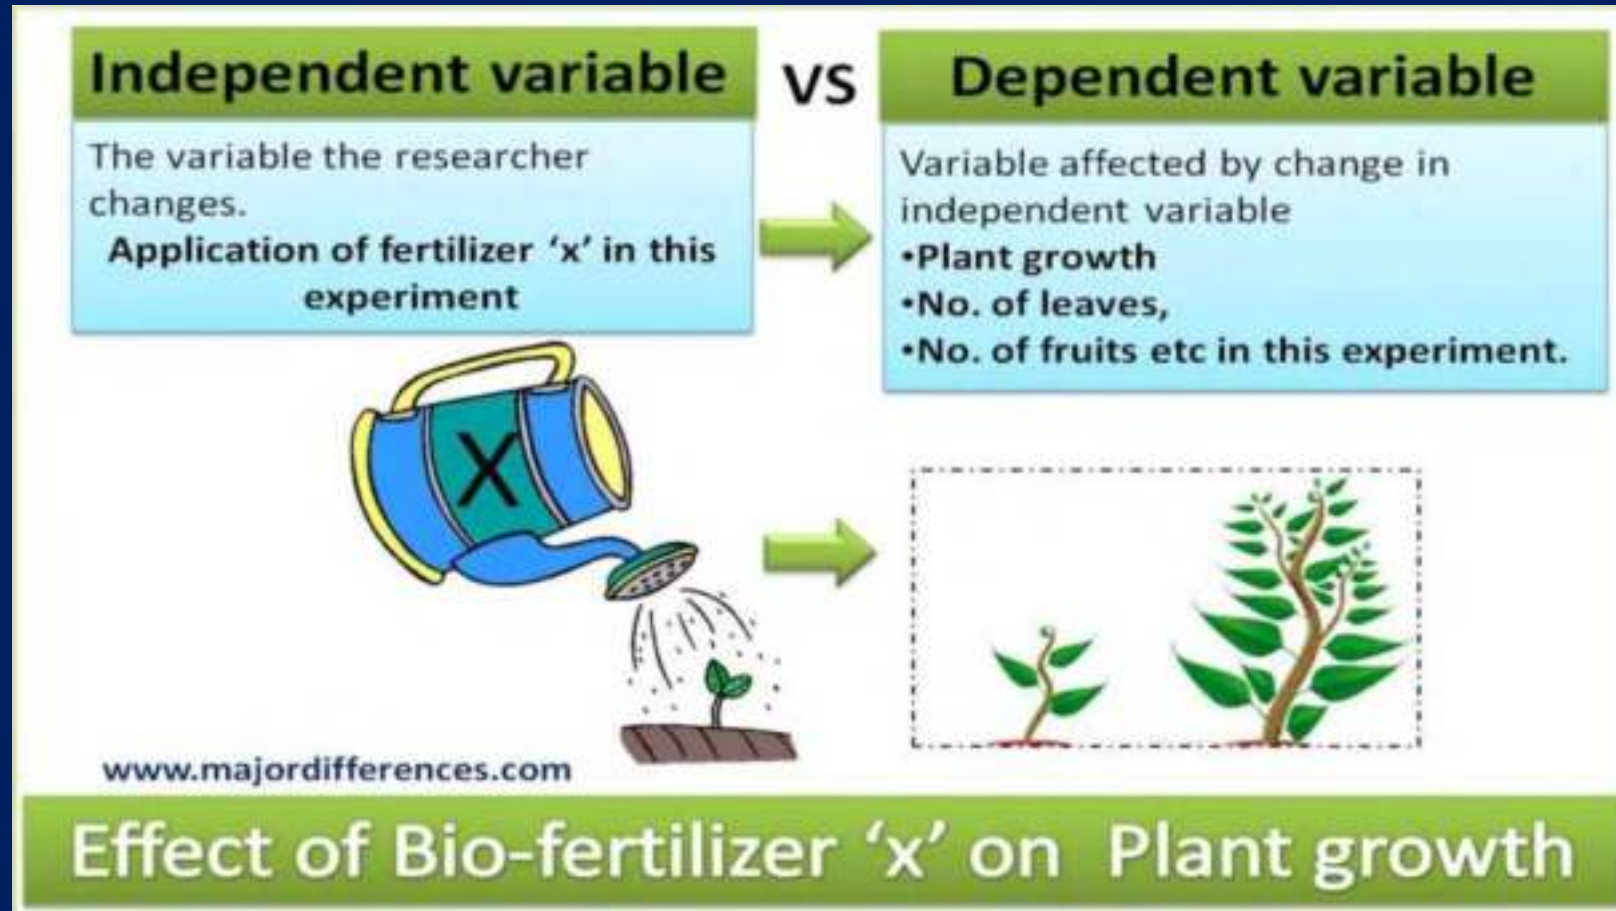 Independent variable
VS
Dependent variable
The variable the researcher
changes.
Application of fertilizer ‘x’ in this
experiment
Variable affected by change in
independent variable
•Plant growth
•No. of leaves,
•No. of fruits etc in this experiment.
X
www.majordifferences.com
Effect of Bio-fertilizer ‘x’ on Plant growth